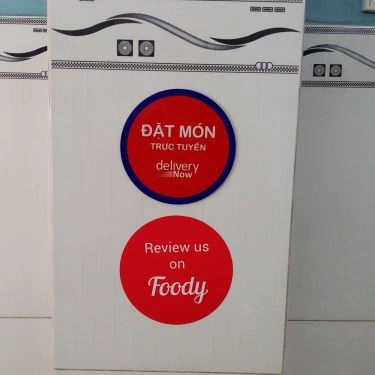 ĐẶT MÓN
TRỰC TUYẾN
delivery
Now
Review us
on
Foody